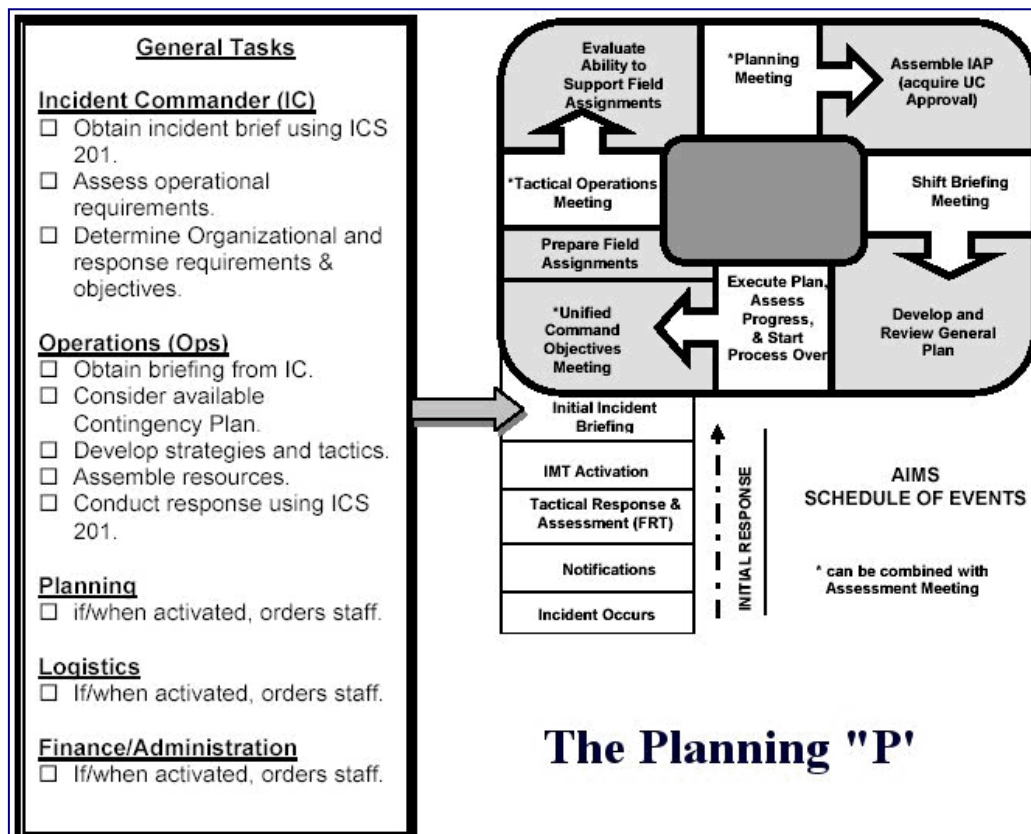 General Tasks
Incident Commander (IC)
☐ Obtain incident brief using ICS
201.
☐ Assess operational
requirements.
☐ Determine Organizational and
response requirements &
objectives.
Operations (Ops)
☐ Obtain briefing from IC.
☐ Consider available
Contingency Plan.
☐ Develop strategies and tactics.
☐ Assemble resources.
☐ Conduct response using ICS
201.
Planning
☐ if/when activated, orders staff.
Logistics
☐ If/when activated, orders staff.
Finance/Administration
☐ If/when activated, orders staff.
Evaluate
Ability to
Support Field
Assignments
*Planning
Meeting
Assemble IAP
(acquire UC
Approval)
*Tactical Operations
Meeting
Shift Briefing
Meeting
Prepare Field
Assignments
*Unified
Command
Objectives
Meeting
Execute Plan,
Assess
Progress,
& Start
Process Over
Develop and
Review General
Plan
Initial Incident
Briefing
IMT Activation
Tactical Response &
Assessment (FRT)
Notifications
Incident Occurs
INITIAL RESPONSE
AIMS
SCHEDULE OF EVENTS
* can be combined with
Assessment Meeting
The Planning "P'